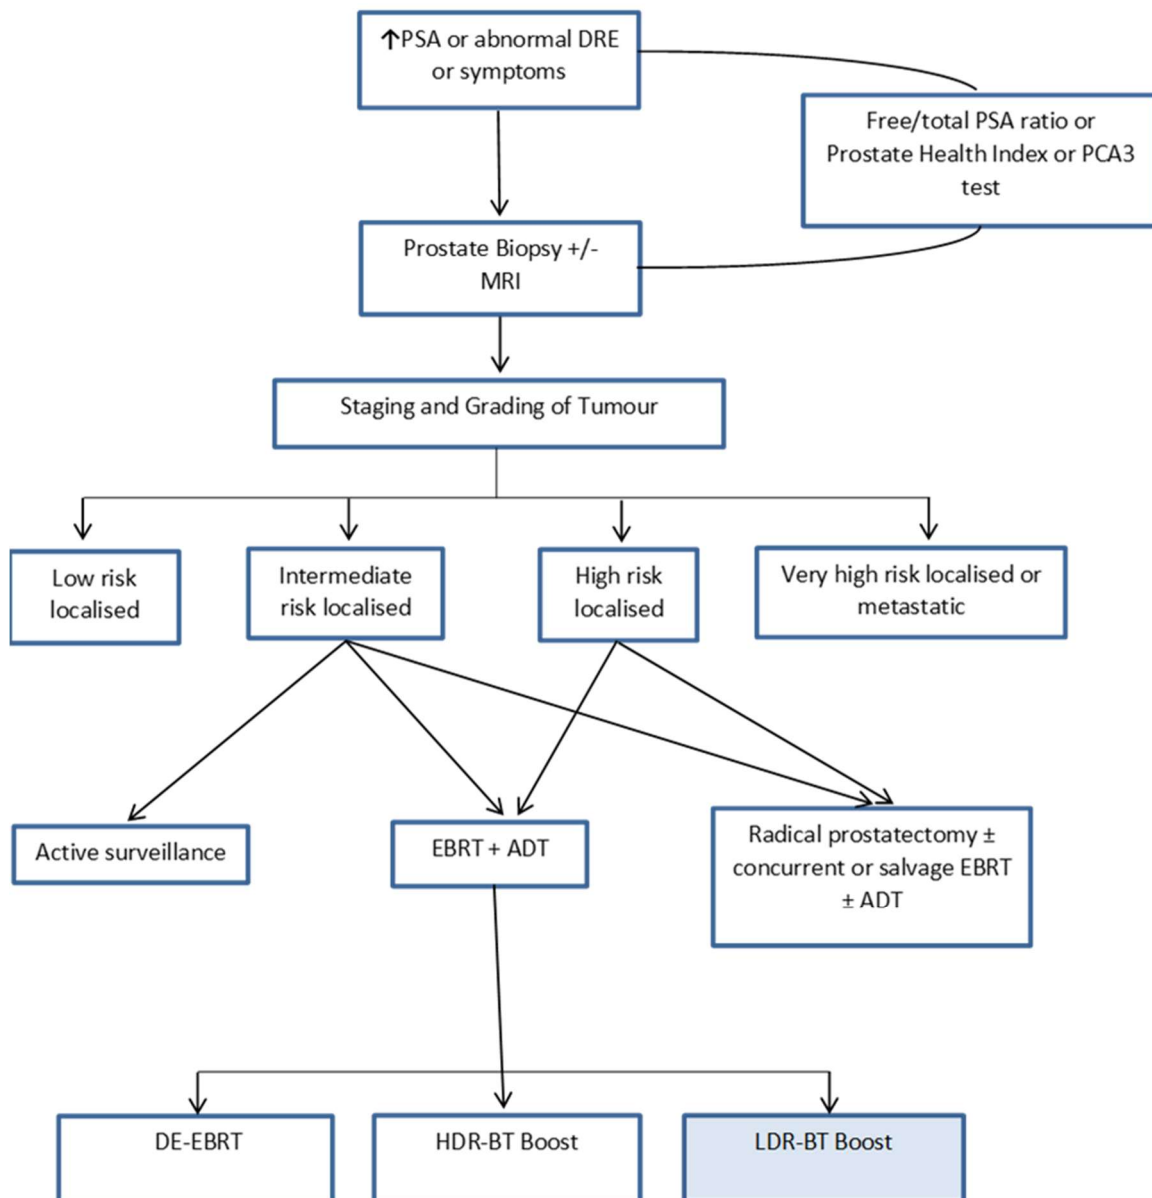 ↑PSA or abnormal DRE
or symptoms
Free/total PSA ratio or
Prostate Health Index or PCA3
test
Prostate Biopsy +/-
MRI
Staging and Grading of Tumour
Low risk
localised
Intermediate
risk localised
High risk
localised
Very high risk localised or
metastatic
Active surveillance
EBRT + ADT
Radical prostatectomy ±
concurrent or salvage EBRT
± ADT
DE-EBRT
HDR-BT Boost
LDR-BT Boost